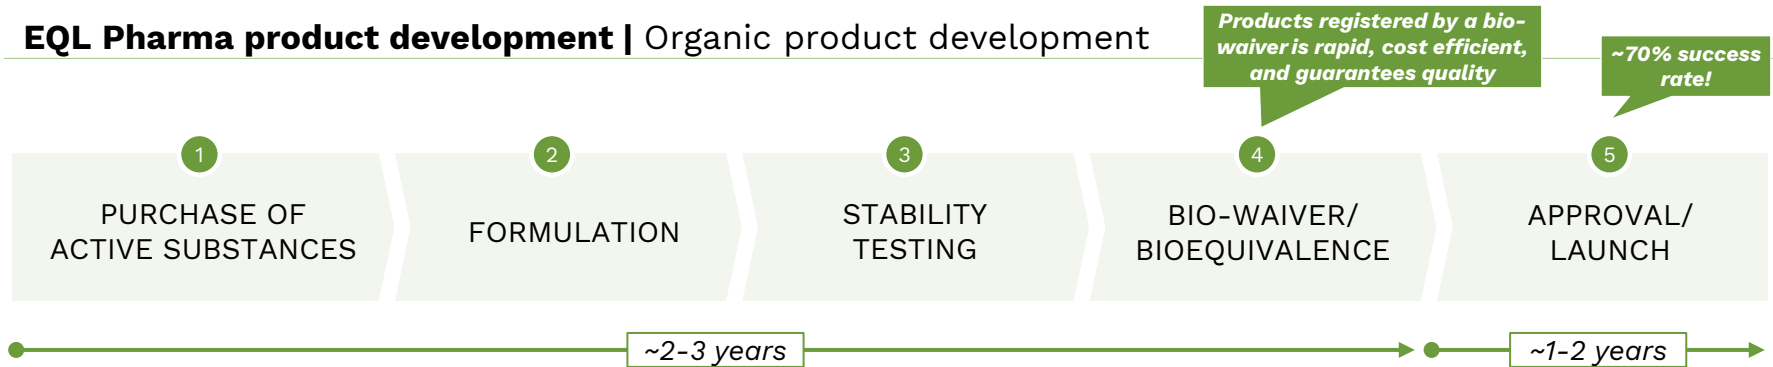 EQL Pharma product development | Organic product development
Products registered by a bio-
waiver is rapid, cost efficient,
and guarantees quality
~70% success
rate!
1
2
3
4
5
PURCHASE OF
ACTIVE SUBSTANCES
FORMULATION
STABILITY
TESTING
BIO-WAIVER/
BIOEQUIVALENCE
APPROVAL/
LAUNCH
~2-3 years
~1-2 years